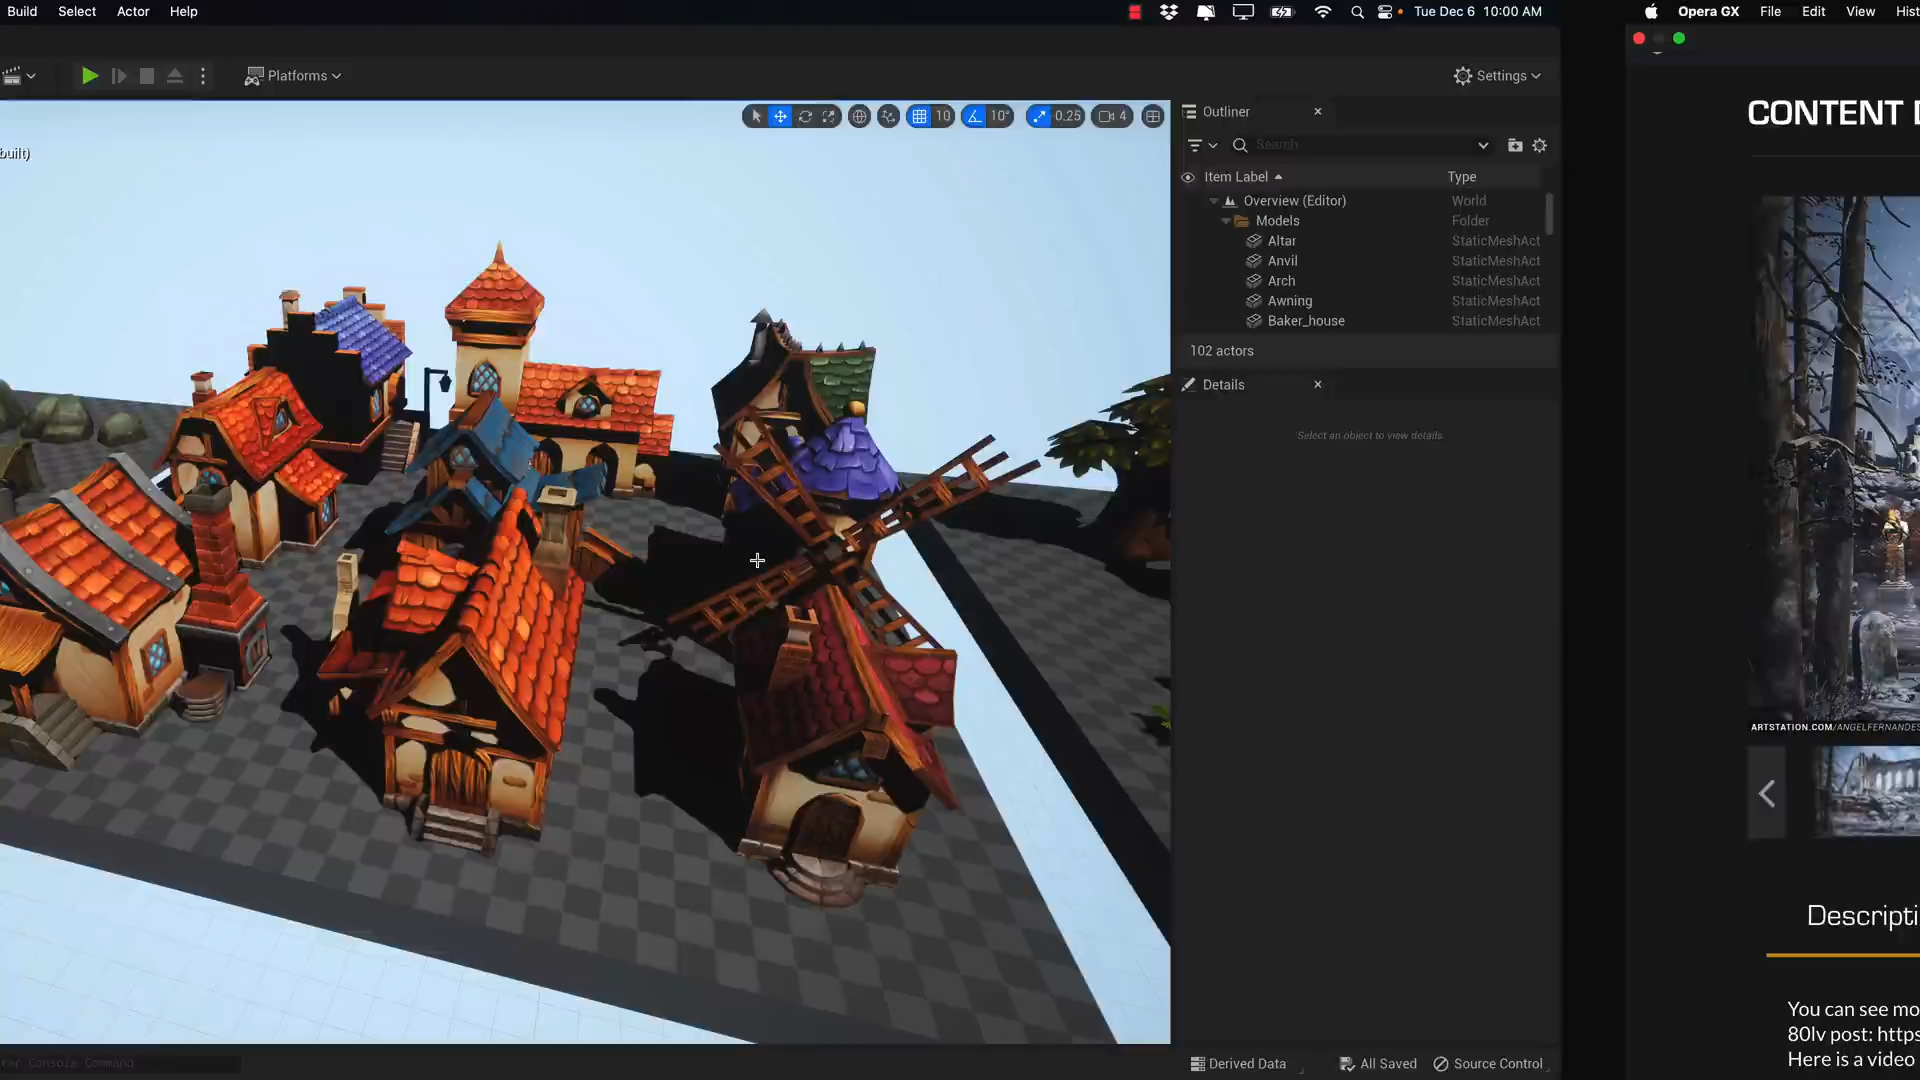 Build Select Actor Help
Tue Dec 6 10:00 AM
Opera GX File Edit View Hist
Platforms
Settings
10
10°
0.25
4
built)
Outliner
Search
Item Label Type
Overview (Editor) World
Models Folder
Altar StaticMeshAct
Anvil StaticMeshAct
Arch StaticMeshAct
Awning StaticMeshAct
Baker_house StaticMeshAct
102 actors
Details
Select an object to view details.
Console Command
Derived Data All Saved Source Control
CONTENT D
ARTSTATION.COM/ANGELFERNANDES
Descripti
You can see mo
80lv post: https
Here is a video